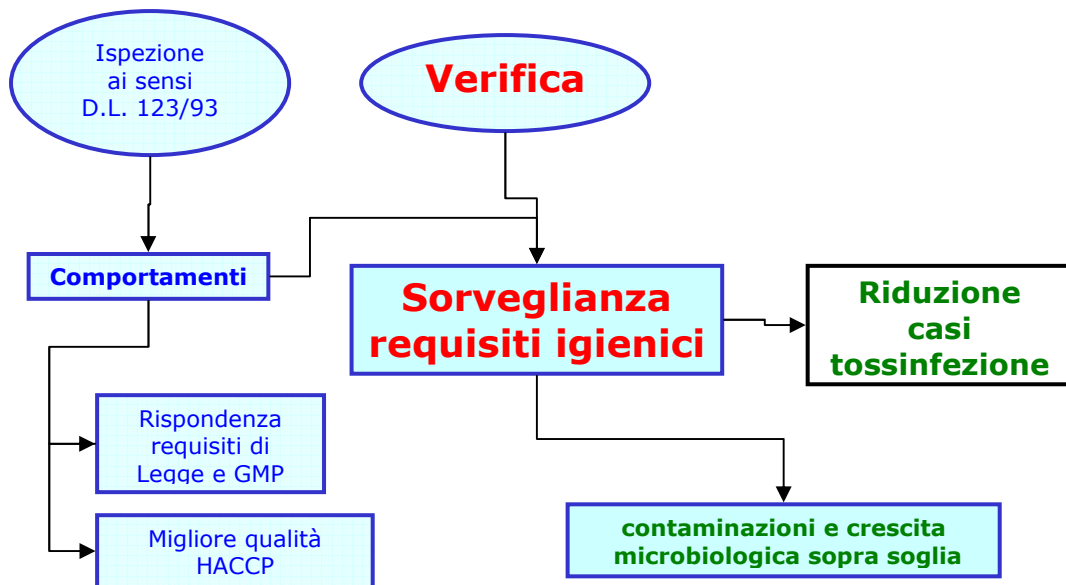 Ispezione
ai sensi
D.L. 123/93
Verifica
Comportamenti
Sorveglianza
requisiti igienici
Riduzione
casi
tossinfezione
Rispondenza
requisiti di
Legge e GMP
Migliore qualità
HACCP
contaminazioni e crescita
microbiologica sopra soglia